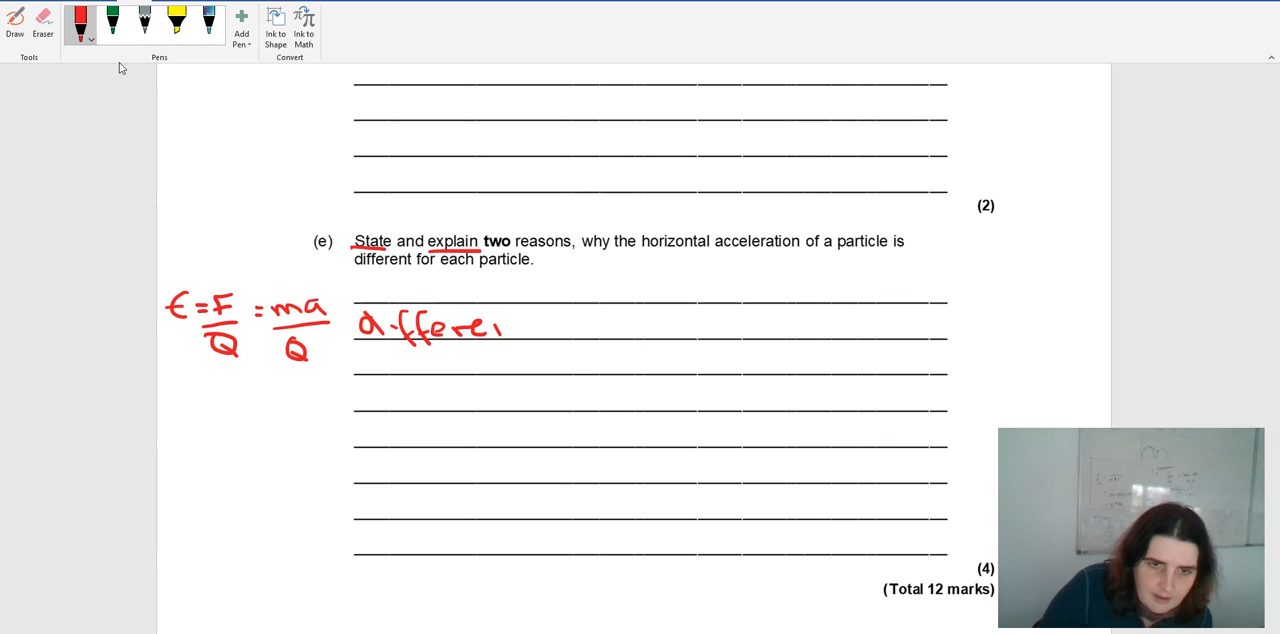 Draw
Eraser
Add
Pen
Ink to
Shape
Ink to
Math
Tools
Pens
Convert
(2)
(e) State and explain two reasons, why the horizontal acceleration of a particle is
different for each particle.
E = F/Q = ma/Q
differen
(4)
(Total 12 marks)